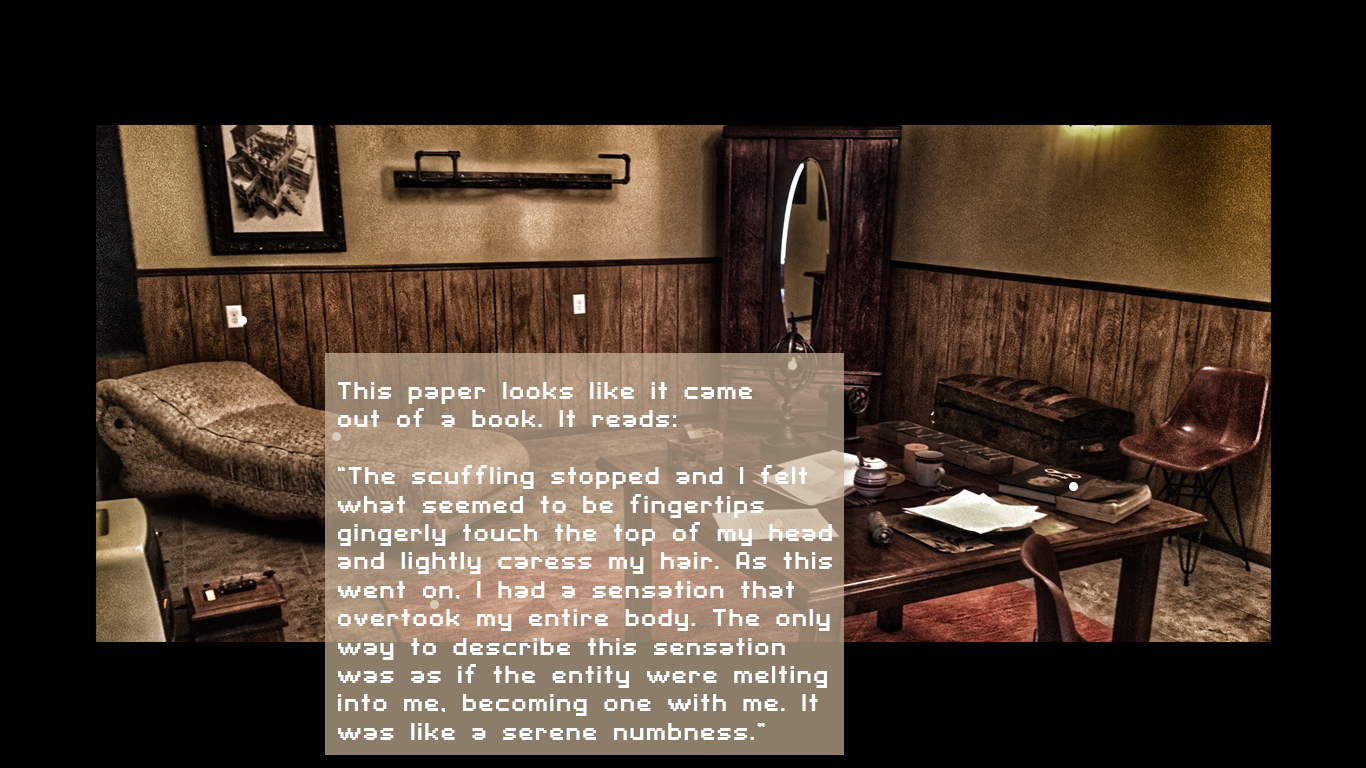 This paper looks like it came
out of a book. It reads:
"The scuffling stopped and I felt
what seemed to be fingertips
gingerly touch the top of my head
and lightly caress my hair. As this
went on, I had a sensation that
overtook my entire body. The only
way to describe this sensation
was as if the entity were melting
into me, becoming one with me. It
was like a serene numbness."